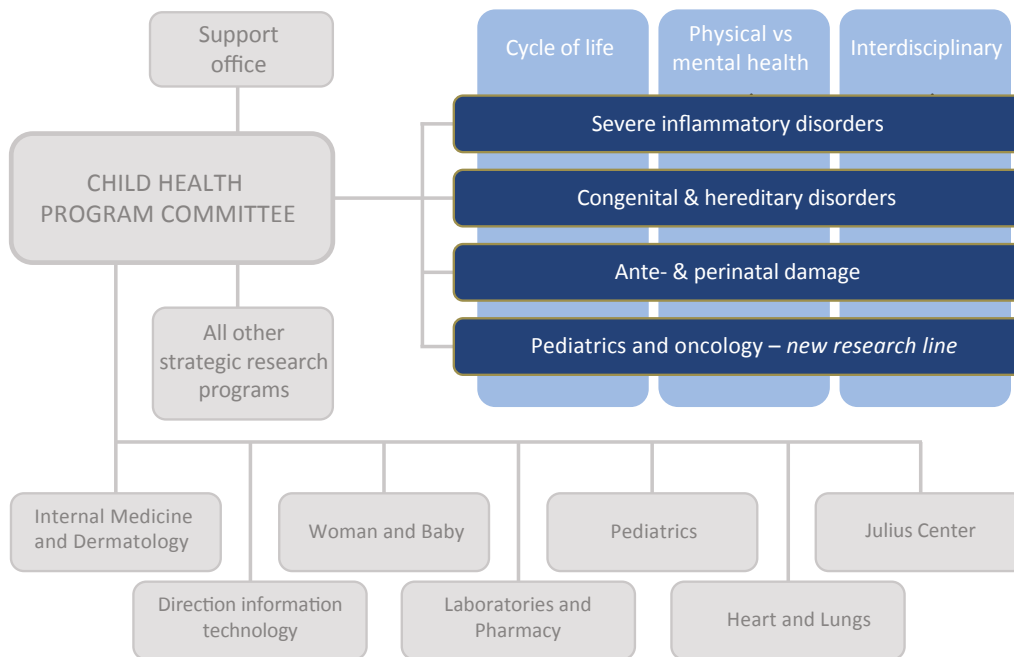 Support
office
Cycle of life
Physical vs
mental health
Interdisciplinary
Severe inflammatory disorders
CHILD HEALTH
PROGRAM COMMITTEE
Congenital & hereditary disorders
Ante- & perinatal damage
All other
strategic research
programs
Pediatrics and oncology – new research line
Internal Medicine
and Dermatology
Woman and Baby
Pediatrics
Julius Center
Direction information
technology
Laboratories and
Pharmacy
Heart and Lungs